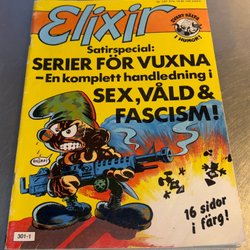 Elixir
Satirspecial:
SERIER FÖR VUXNA
– En komplett handledning i
SEX, VÅLD &
FASCISM!
16 sidor
i färg!
301-1